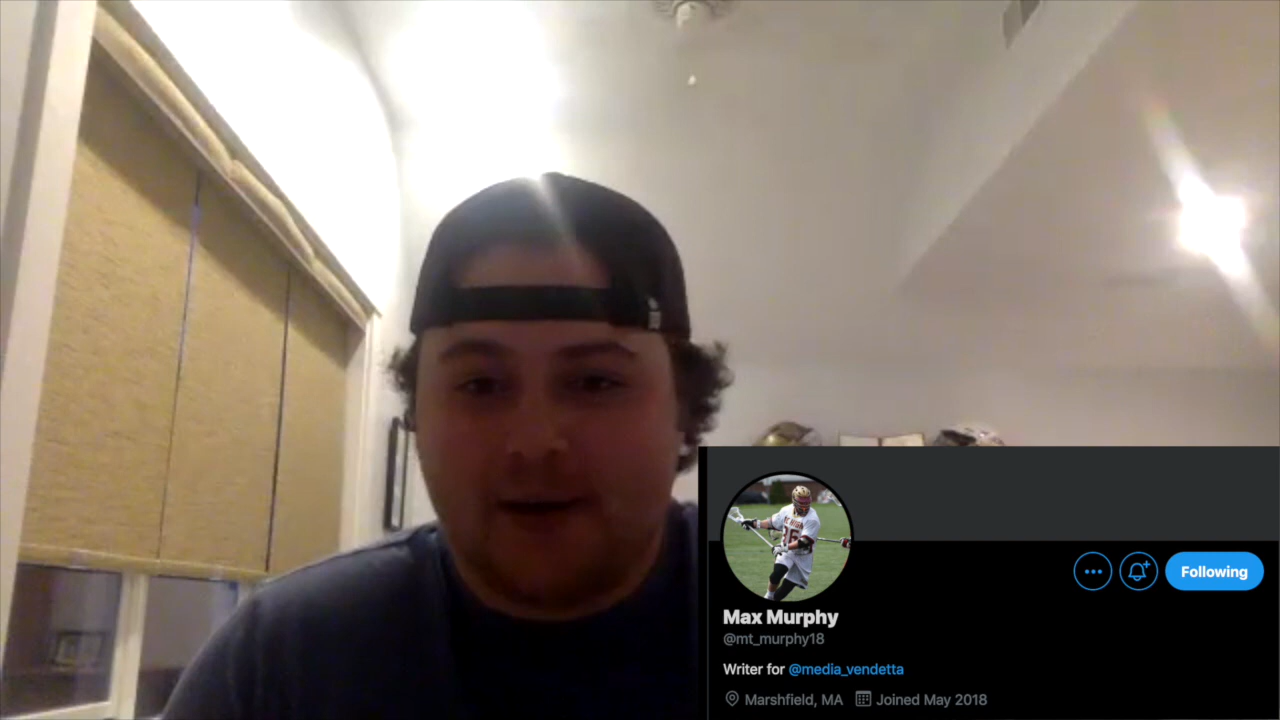 Max Murphy
@mt_murphy18
Following
Writer for @media_vendetta
Marshfield, MA Joined May 2018